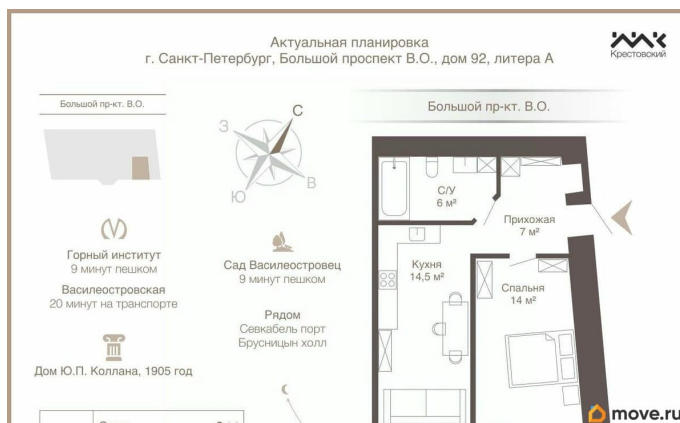 Актуальная планировка
г. Санкт-Петербург, Большой проспект В.О., дом 92, литера А
Крестовский
Большой пр-кт. В.О.
Большой пр-кт. В.О.
С
З
В
Ю
С/У
6 м²
Прихожая
7 м²
Горный институт
9 минут пешком
Василеостровская
20 минут на транспорте
Сад Василеостровец
9 минут пешком
Кухня
14,5 м²
Спальня
14 м²
Рядом
Севкабель порт
Брусницын холл
Дом Ю.П. Коллана, 1905 год
move.ru